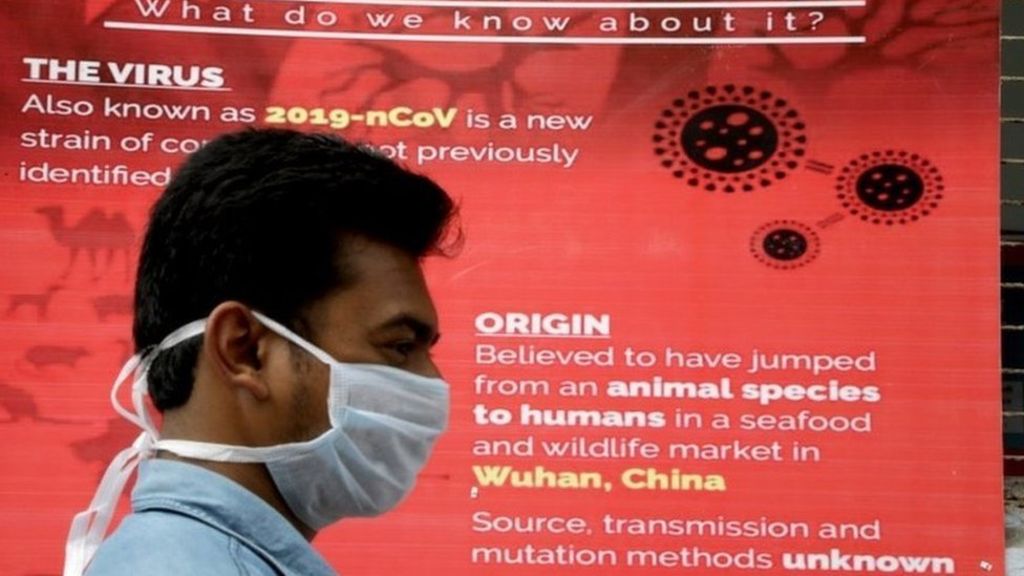 What do we know about it?
THE VIRUS
Also known as 2019-nCoV is a new
strain of not previously
identified
ORIGIN
Believed to have jumped
from an animal species
to humans in a seafood
and wildlife market in
Wuhan, China
Source, transmission and
mutation methods unknown